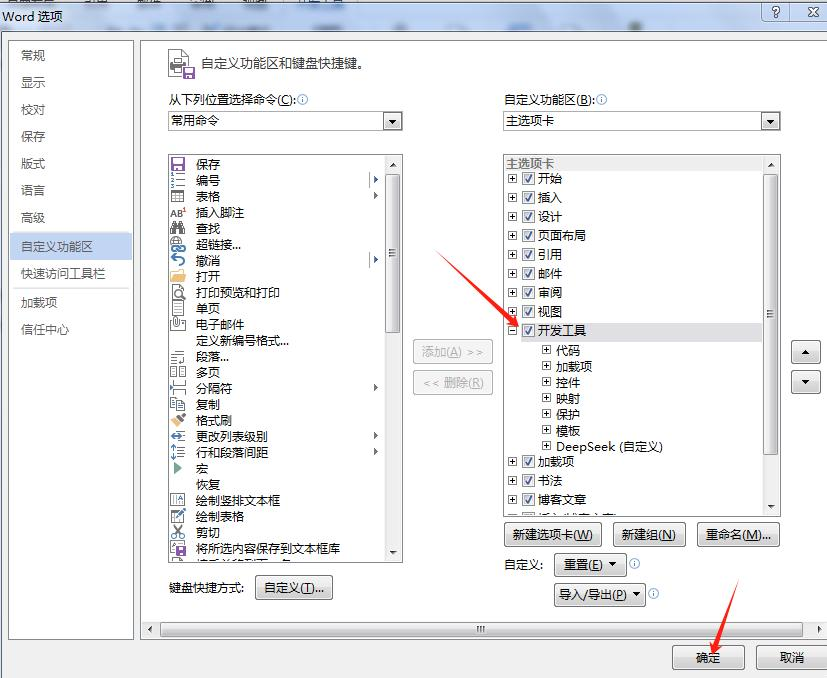 Word 选项
常规
显示
校对
保存
版式
语言
高级
自定义功能区
快速访问工具栏
加载项
信任中心
自定义功能区和键盘快捷键。
从下列位置选择命令(C):
常用命令
保存
编号
表格
插入脚注
查找
超链接...
撤消
打开
打印预览和打印
单页
电子邮件
定义新编号格式...
段落...
多页
分隔符
复制
格式刷
更改列表级别
行和段落间距
宏
恢复
绘制竖排文本框
绘制表格
剪切
将所选内容保存到文本框库
键盘快捷方式: 自定义(T)...
添加(A) >>
<< 删除(R)
自定义功能区(B):
主选项卡
主选项卡
开始
插入
设计
页面布局
引用
邮件
审阅
视图
开发工具
代码
加载项
控件
映射
保护
模板
DeepSeek (自定义)
加载项
书法
博客文章
新建选项卡(W) 新建组(N) 重命名(M)...
自定义: 重置(E)
导入/导出(P)
确定 取消